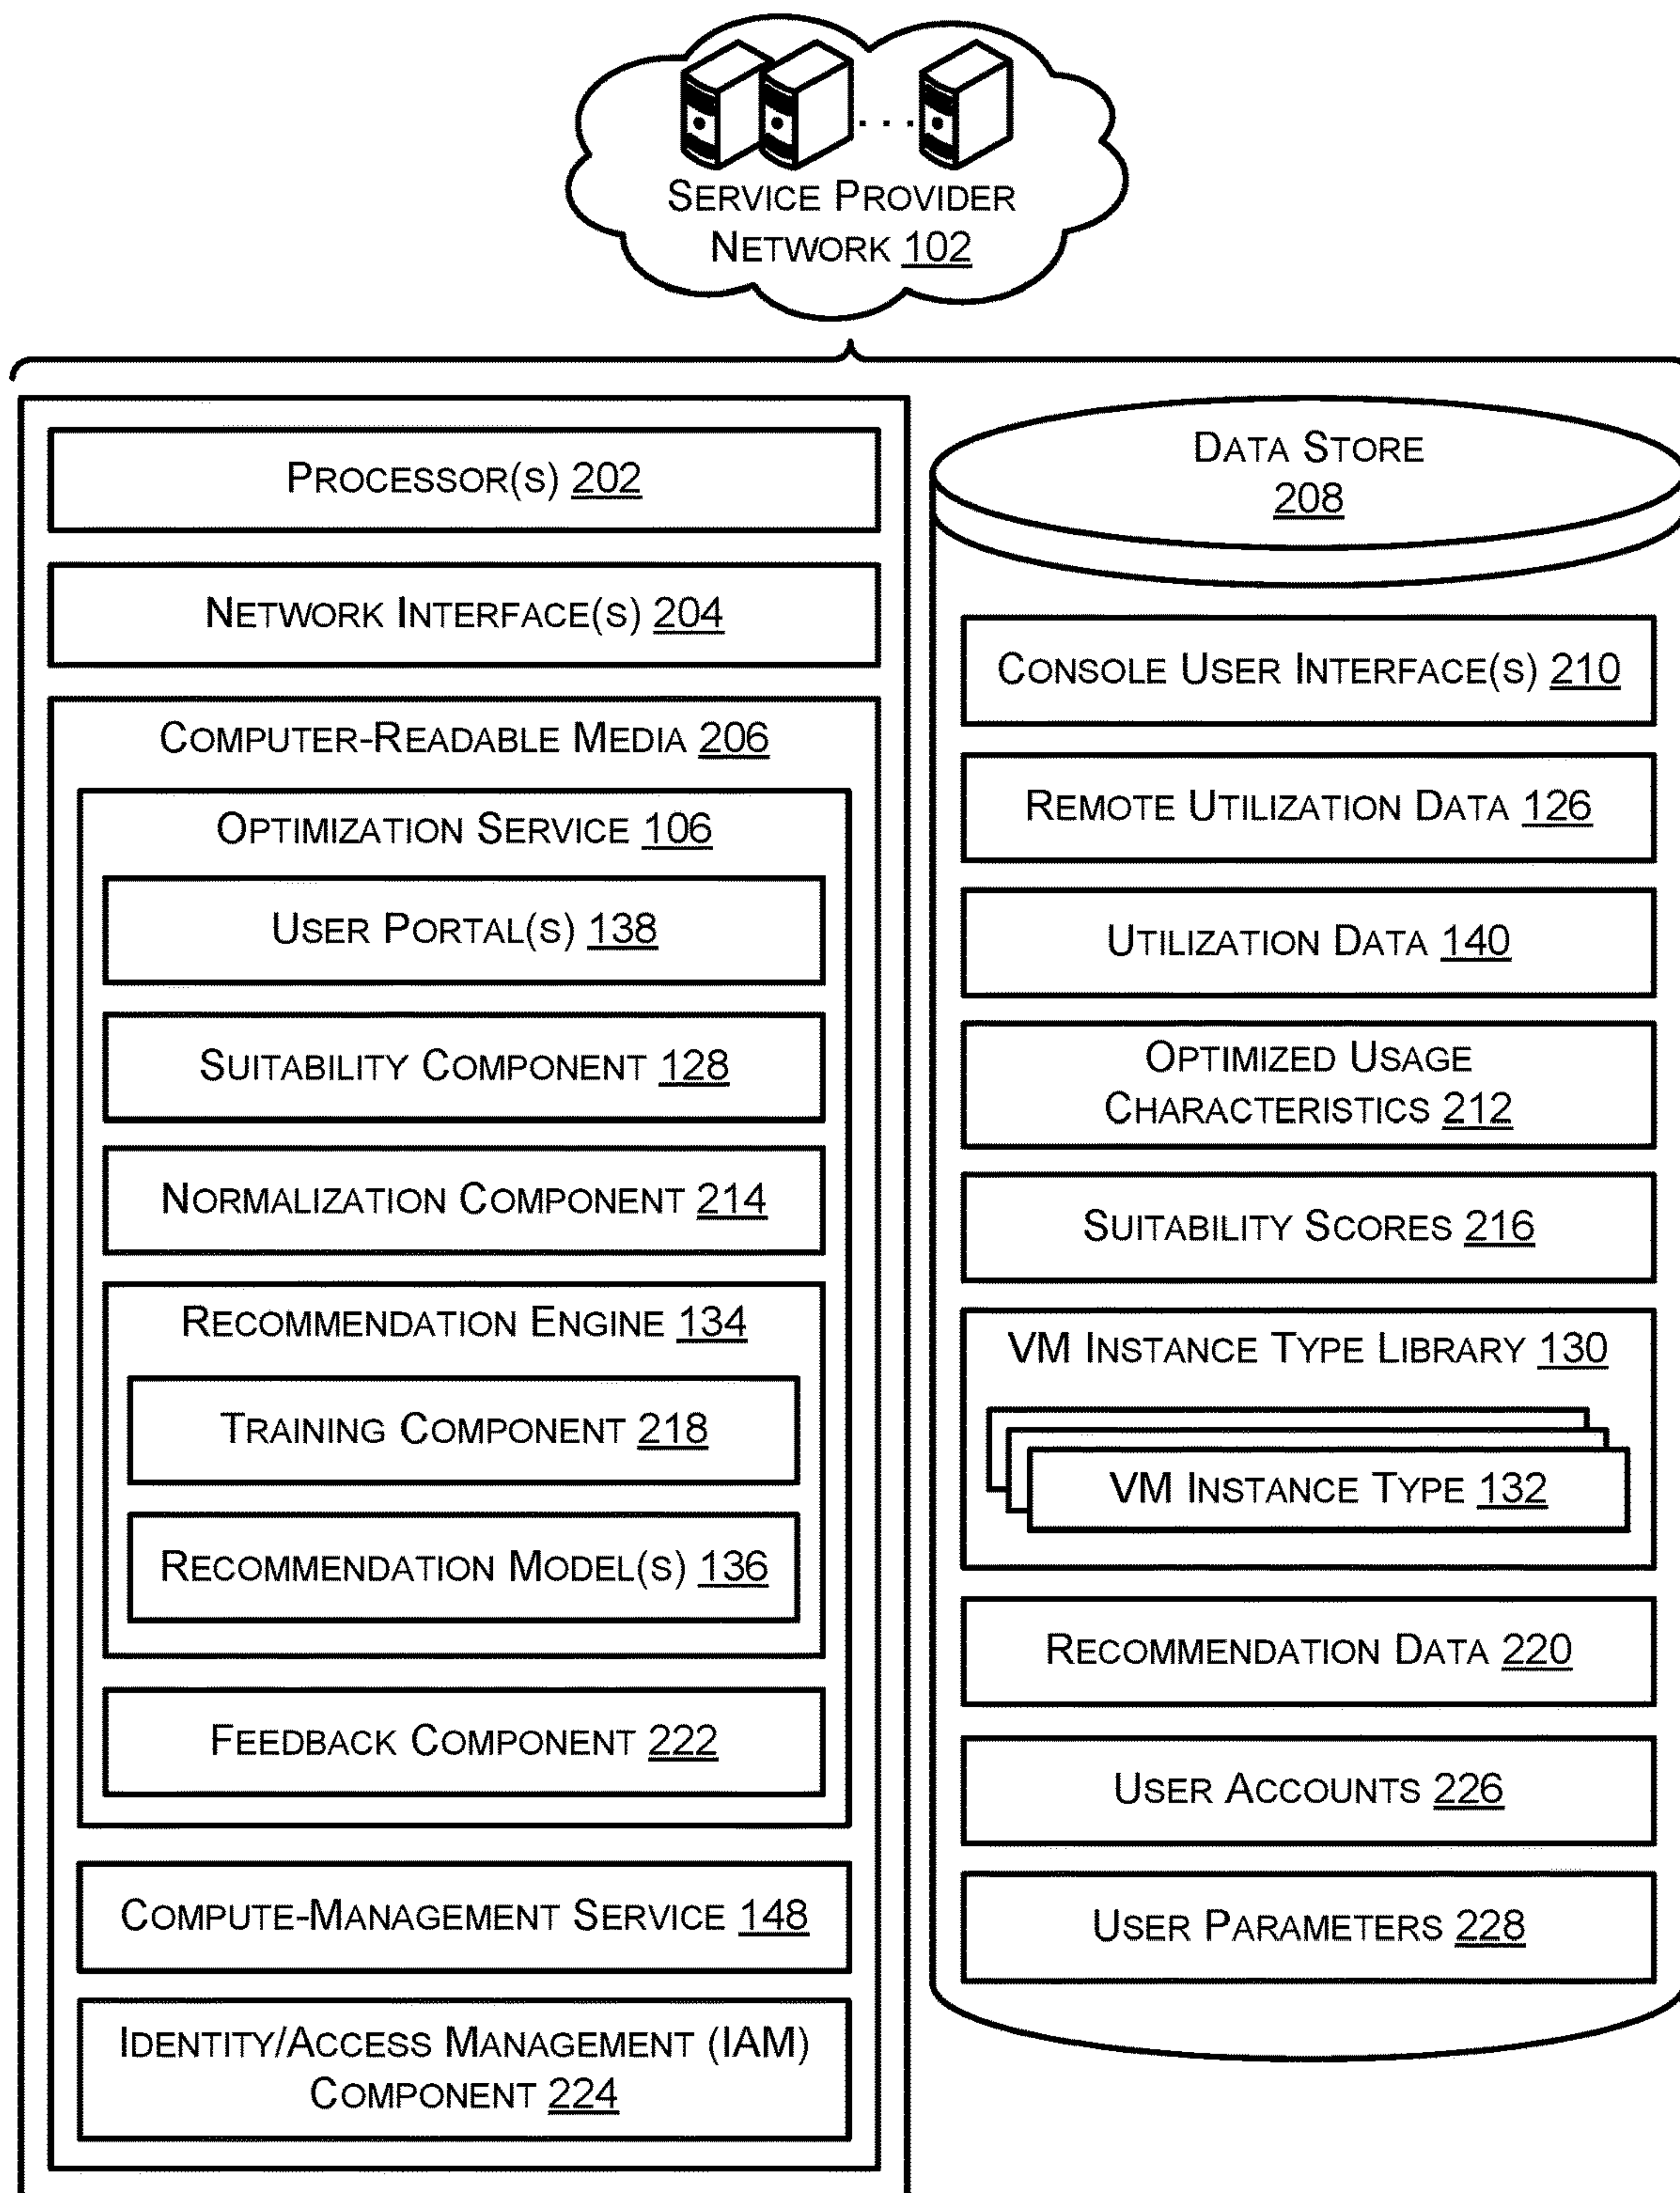 SERVICE PROVIDER
NETWORK 102
PROCESSOR(S) 202
NETWORK INTERFACE(S) 204
COMPUTER-READABLE MEDIA 206
OPTIMIZATION SERVICE 106
USER PORTAL(S) 138
SUITABILITY COMPONENT 128
NORMALIZATION COMPONENT 214
RECOMMENDATION ENGINE 134
TRAINING COMPONENT 218
RECOMMENDATION MODEL(S) 136
FEEDBACK COMPONENT 222
COMPUTE-MANAGEMENT SERVICE 148
IDENTITY/ACCESS MANAGEMENT (IAM)
COMPONENT 224
DATA STORE
208
CONSOLE USER INTERFACE(S) 210
REMOTE UTILIZATION DATA 126
UTILIZATION DATA 140
OPTIMIZED USAGE
CHARACTERISTICS 212
SUITABILITY SCORES 216
VM INSTANCE TYPE LIBRARY 130
VM INSTANCE TYPE 132
RECOMMENDATION DATA 220
USER ACCOUNTS 226
USER PARAMETERS 228